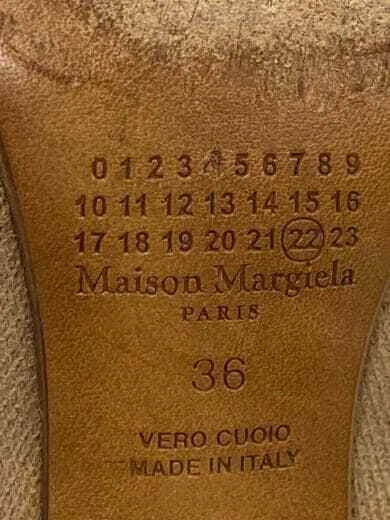 0 1 2 3 4 5 6 7 8 9
10 11 12 13 14 15 16
17 18 19 20 21 22 23
Maison Margiela
PARIS
36
VERO CUOIO
MADE IN ITALY